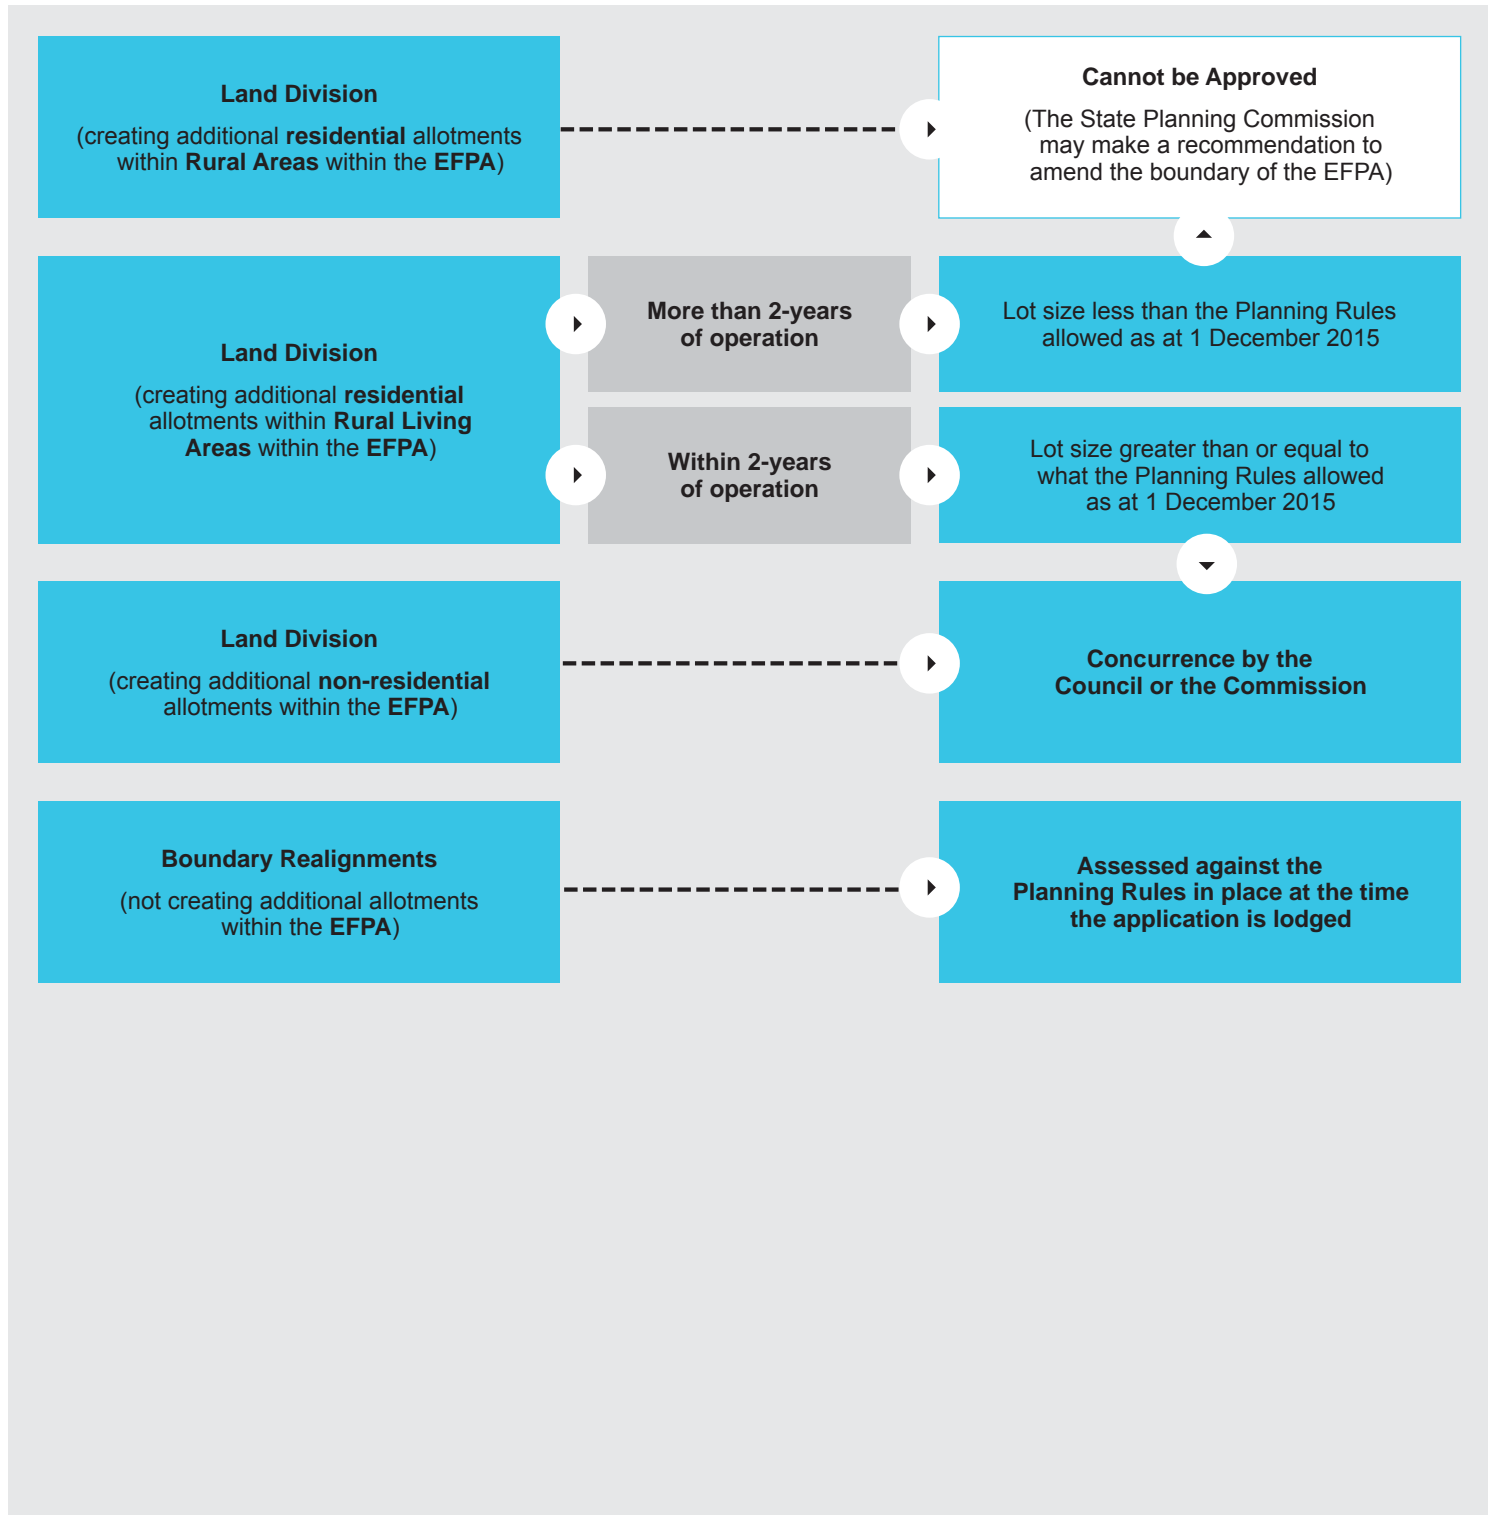 Land Division
(creating additional residential allotments
within Rural Areas within the EFPA)
Cannot be Approved
(The State Planning Commission
may make a recommendation to
amend the boundary of the EFPA)
Land Division
(creating additional residential
allotments within Rural Living
Areas within the EFPA)
More than 2-years
of operation
Lot size less than the Planning Rules
allowed as at 1 December 2015
Within 2-years
of operation
Lot size greater than or equal to
what the Planning Rules allowed
as at 1 December 2015
Land Division
(creating additional non-residential
allotments within the EFPA)
Concurrence by the
Council or the Commission
Boundary Realignments
(not creating additional allotments
within the EFPA)
Assessed against the
Planning Rules in place at the time
the application is lodged